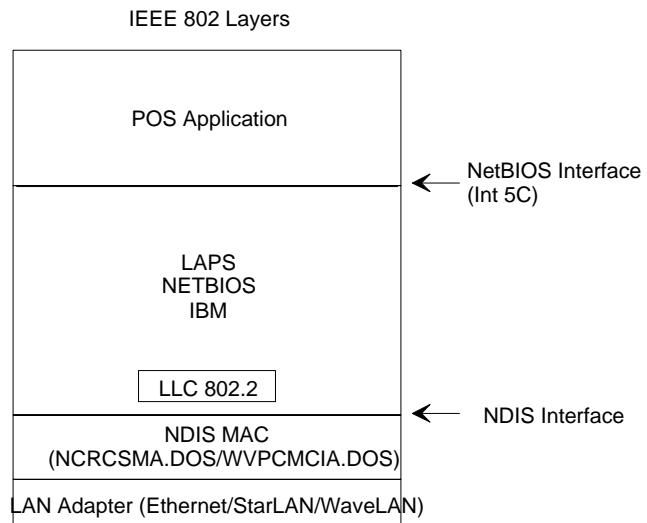 IEEE 802 Layers
POS Application
NetBIOS Interface
(Int 5C)
LAPS
NETBIOS
IBM
LLC 802.2
NDIS Interface
NDIS MAC
(NCRCSMA.DOS/WVPCMCIA.DOS)
LAN Adapter (Ethernet/StarLAN/WaveLAN)